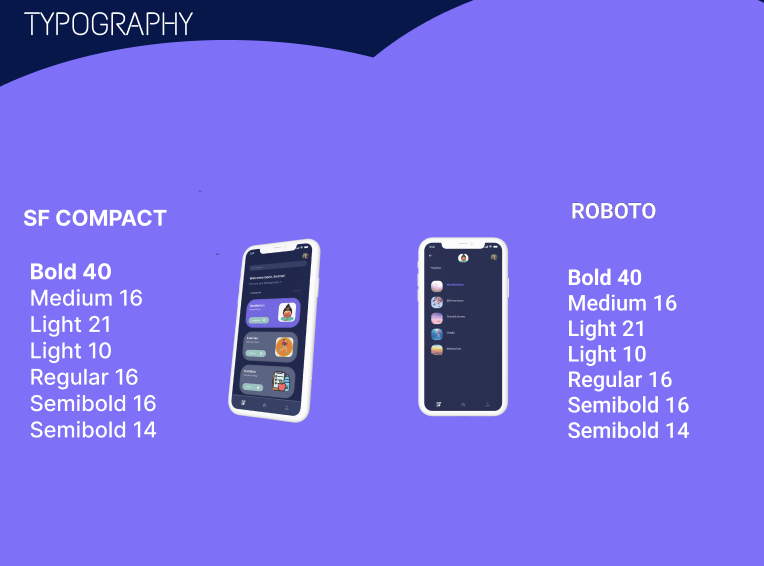 TYPOGRAPHY
SF COMPACT
Bold 40
Medium 16
Light 21
Light 10
Regular 16
Semibold 16
Semibold 14
ROBOTO
Bold 40
Medium 16
Light 21
Light 10
Regular 16
Semibold 16
Semibold 14